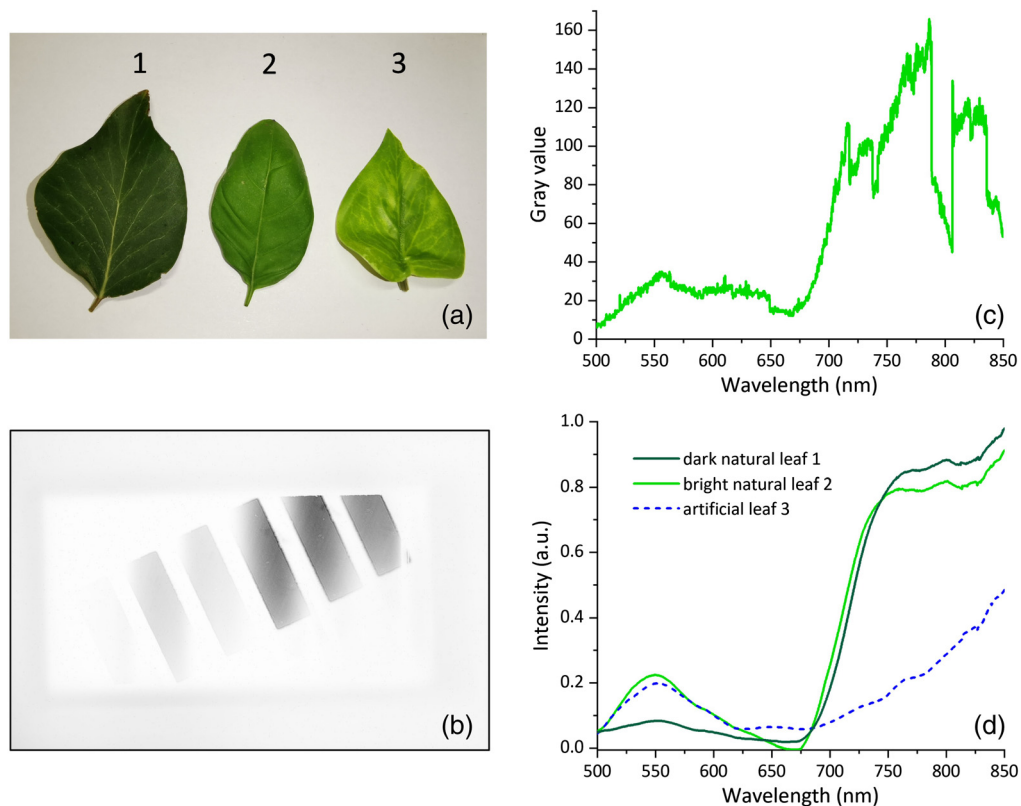 1 2 3
(a)
160
140
120
100
80
60
40
20
0
Gray value
500 550 600 650 700 750 800 850
Wavelength (nm)
(c)
(b)
1.0
0.8
0.6
0.4
0.2
0.0
Intensity (a.u.)
dark natural leaf 1
bright natural leaf 2
artificial leaf 3
500 550 600 650 700 750 800 850
Wavelength (nm)
(d)